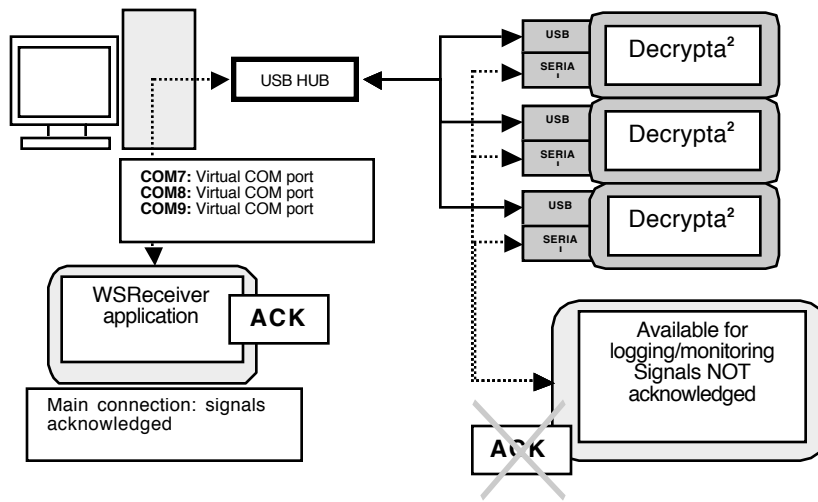 USB HUB
USB
SERIA
l
Decrypta²
USB
SERIA
l
Decrypta²
USB
SERIA
l
Decrypta²
COM7: Virtual COM port
COM8: Virtual COM port
COM9: Virtual COM port
WSReceiver
application
ACK
Main connection: signals
acknowledged
Available for
logging/monitoring
Signals NOT
acknowledged
ACK